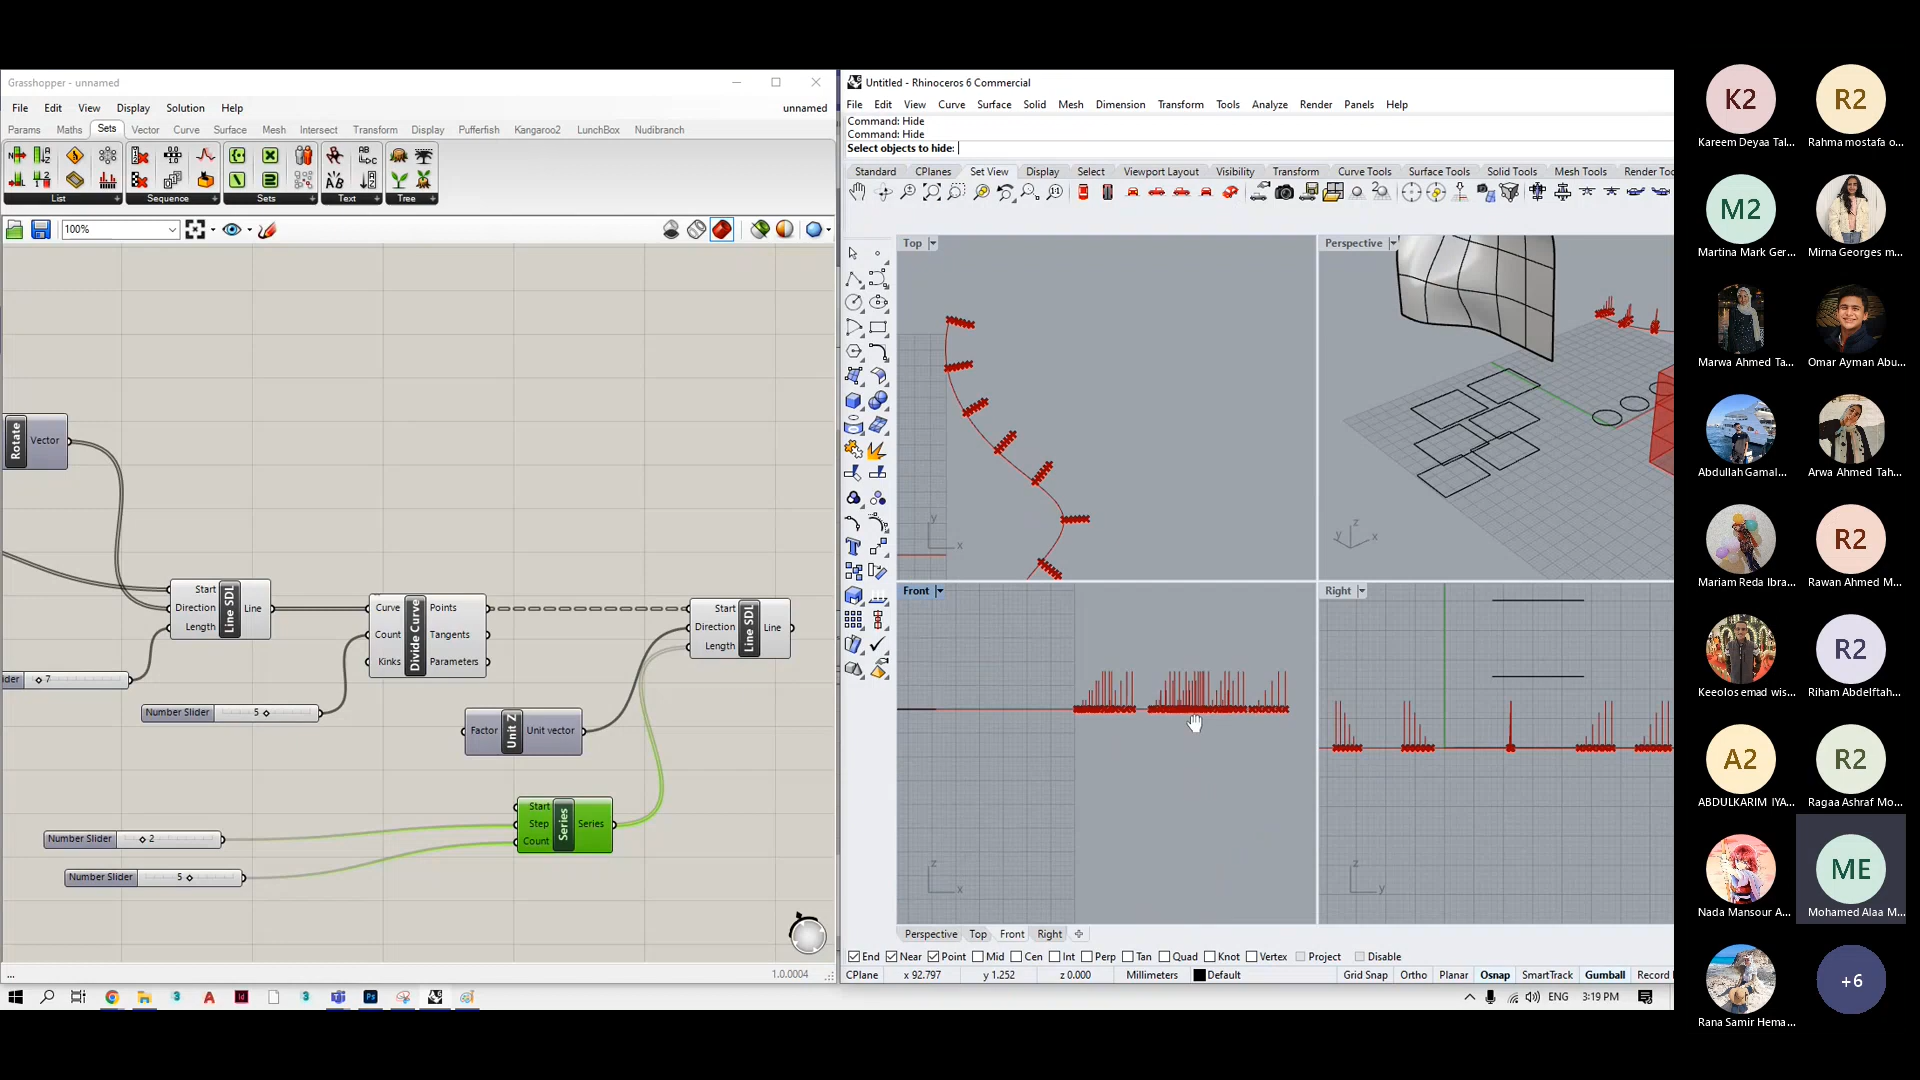 Grasshopper - unnamed
File Edit View Display Solution Help
unnamed
Params Maths Sets Vector Curve Surface Mesh Intersect Transform Display Pufferfish Kangaroo2 LunchBox Nudibranch
List Sequence Sets Text Tree
100%
Rotate
Vector
Start
Direction
Length
Line SDL
Line
Curve
Count
Kinks
Divide Curve
Points
Tangents
Parameters
Start
Direction
Length
Line SDL
Line
7
Number Slider 5
Factor
Unit Z
Unit vector
Start
Step
Count
Series
Series
Number Slider 2
Number Slider 5
...
1.0.0004
Untitled - Rhinoceros 6 Commercial
File Edit View Curve Surface Solid Mesh Dimension Transform Tools Analyze Render Panels Help
Command: Hide
Command: Hide
Select objects to hide:
Standard CPlanes Set View Display Select Viewport Layout Visibility Transform Curve Tools Surface Tools Solid Tools Mesh Tools Render Too
Top
y
x
Perspective
z
y
x
Front
z
x
Right
z
y
Perspective Top Front Right
End Near Point Mid Cen Int Perp Tan Quad Knot Vertex Project Disable
CPlane x 92.797 y 1.252 z 0.000 Millimeters Default Grid Snap Ortho Planar Osnap SmartTrack Gumball Record
ENG 3:19 PM
K2
Kareem Deyaa Tal...
R2
Rahma mostafa o...
M2
Martina Mark Ger...
Mirna Georges m...
Marwa Ahmed Ta...
Omar Ayman Abu...
Abdullah Gamal...
Arwa Ahmed Tah...
Mariam Reda Ibra...
R2
Rawan Ahmed M...
Keeolos emad wis...
R2
Riham Abdelftah...
A2
ABDULKARIM IYA...
R2
Ragaa Ashraf Mo...
Nada Mansour A...
ME
Mohamed Alaa M...
Rana Samir Hema...
+6